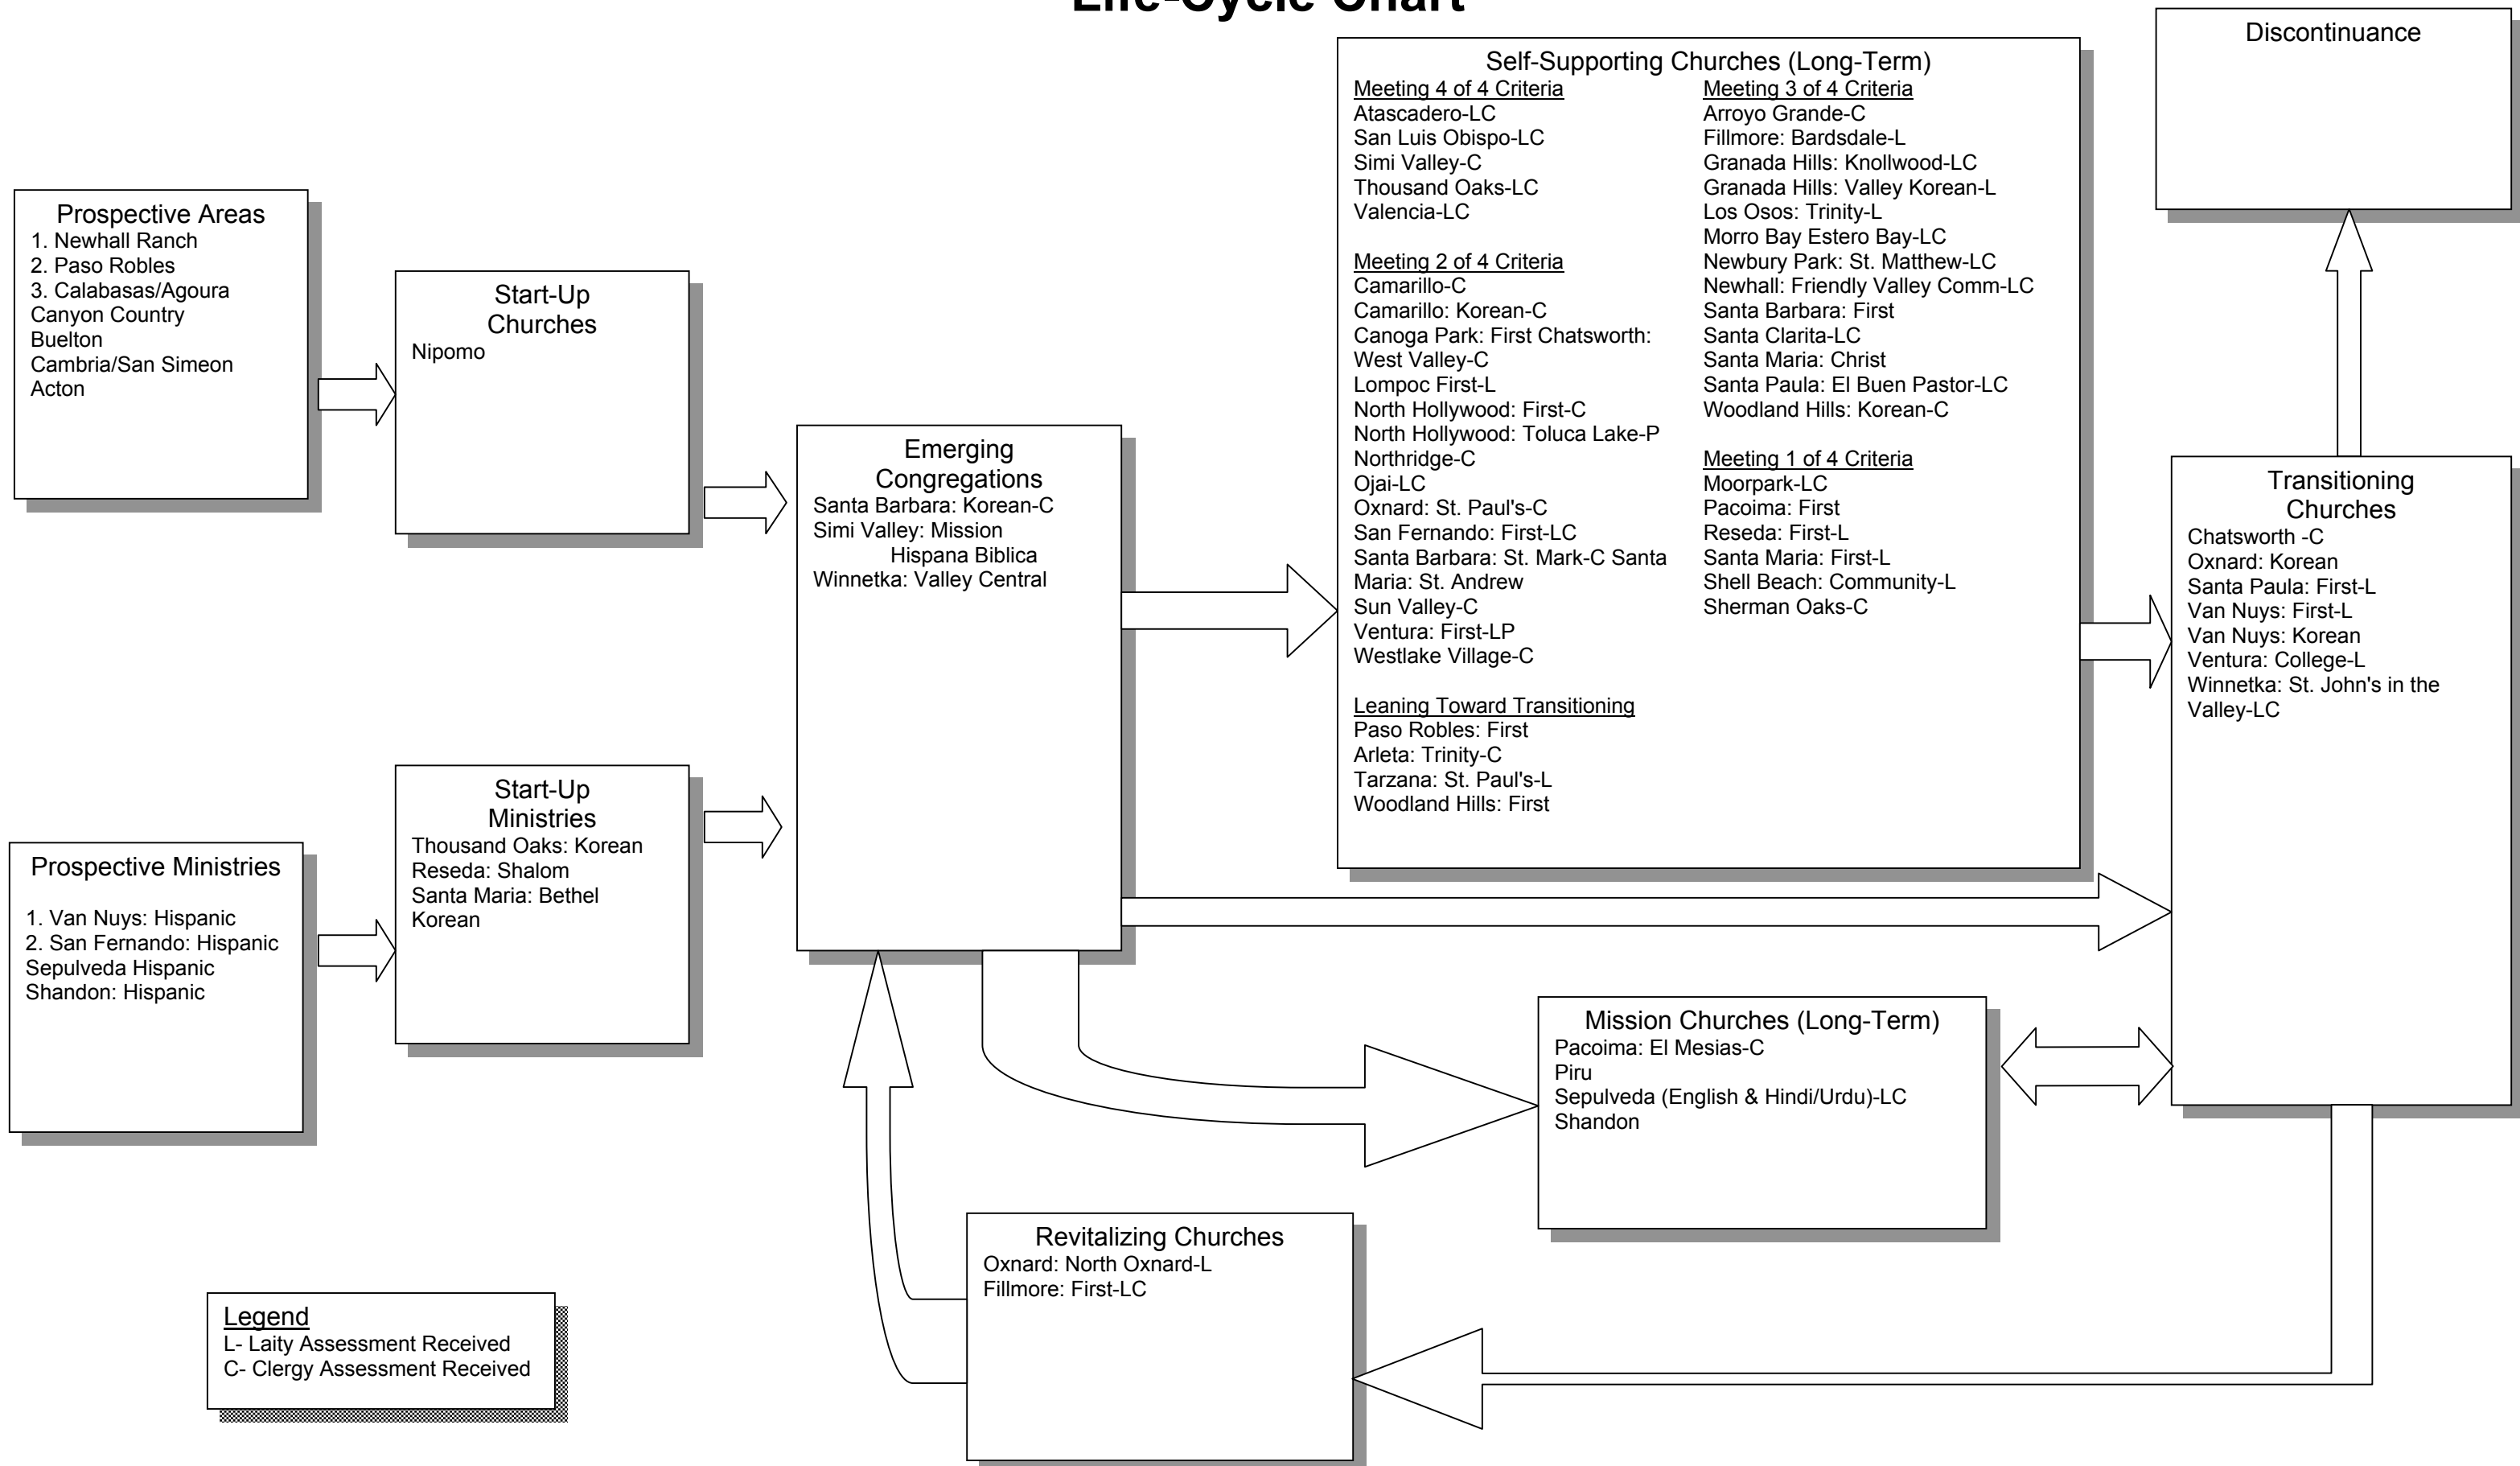 Life-Cycle Chart
Discontinuance
Self-Supporting Churches (Long-Term)
Meeting 4 of 4 Criteria
Atascadero-LC
San Luis Obispo-LC
Simi Valley-C
Thousand Oaks-LC
Valencia-LC
Meeting 2 of 4 Criteria
Camarillo-C
Camarillo: Korean-C
Canoga Park: First Chatsworth:
West Valley-C
Lompoc First-L
North Hollywood: First-C
North Hollywood: Toluca Lake-P
Northridge-C
Ojai-LC
Oxnard: St. Paul's-C
San Fernando: First-LC
Santa Barbara: St. Mark-C Santa
Maria: St. Andrew
Sun Valley-C
Ventura: First-LP
Westlake Village-C
Leaning Toward Transitioning
Paso Robles: First
Arleta: Trinity-C
Tarzana: St. Paul's-L
Woodland Hills: First
Meeting 3 of 4 Criteria
Arroyo Grande-C
Fillmore: Bardsdale-L
Granada Hills: Knollwood-LC
Granada Hills: Valley Korean-L
Los Osos: Trinity-L
Morro Bay Estero Bay-LC
Newbury Park: St. Matthew-LC
Newhall: Friendly Valley Comm-LC
Santa Barbara: First
Santa Clarita-LC
Santa Maria: Christ
Santa Paula: El Buen Pastor-LC
Woodland Hills: Korean-C
Meeting 1 of 4 Criteria
Moorpark-LC
Pacoima: First
Reseda: First-L
Santa Maria: First-L
Shell Beach: Community-L
Sherman Oaks-C
Prospective Areas
1. Newhall Ranch
2. Paso Robles
3. Calabasas/Agoura
Canyon Country
Buelton
Cambria/San Simeon
Acton
Start-Up
Churches
Nipomo
Emerging
Congregations
Santa Barbara: Korean-C
Simi Valley: Mission
Hispana Biblica
Winnetka: Valley Central
Transitioning
Churches
Chatsworth -C
Oxnard: Korean
Santa Paula: First-L
Van Nuys: First-L
Van Nuys: Korean
Ventura: College-L
Winnetka: St. John's in the
Valley-LC
Prospective Ministries
1. Van Nuys: Hispanic
2. San Fernando: Hispanic
Sepulveda Hispanic
Shandon: Hispanic
Start-Up
Ministries
Thousand Oaks: Korean
Reseda: Shalom
Santa Maria: Bethel
Korean
Mission Churches (Long-Term)
Pacoima: El Mesias-C
Piru
Sepulveda (English & Hindi/Urdu)-LC
Shandon
Revitalizing Churches
Oxnard: North Oxnard-L
Fillmore: First-LC
Legend
L- Laity Assessment Received
C- Clergy Assessment Received